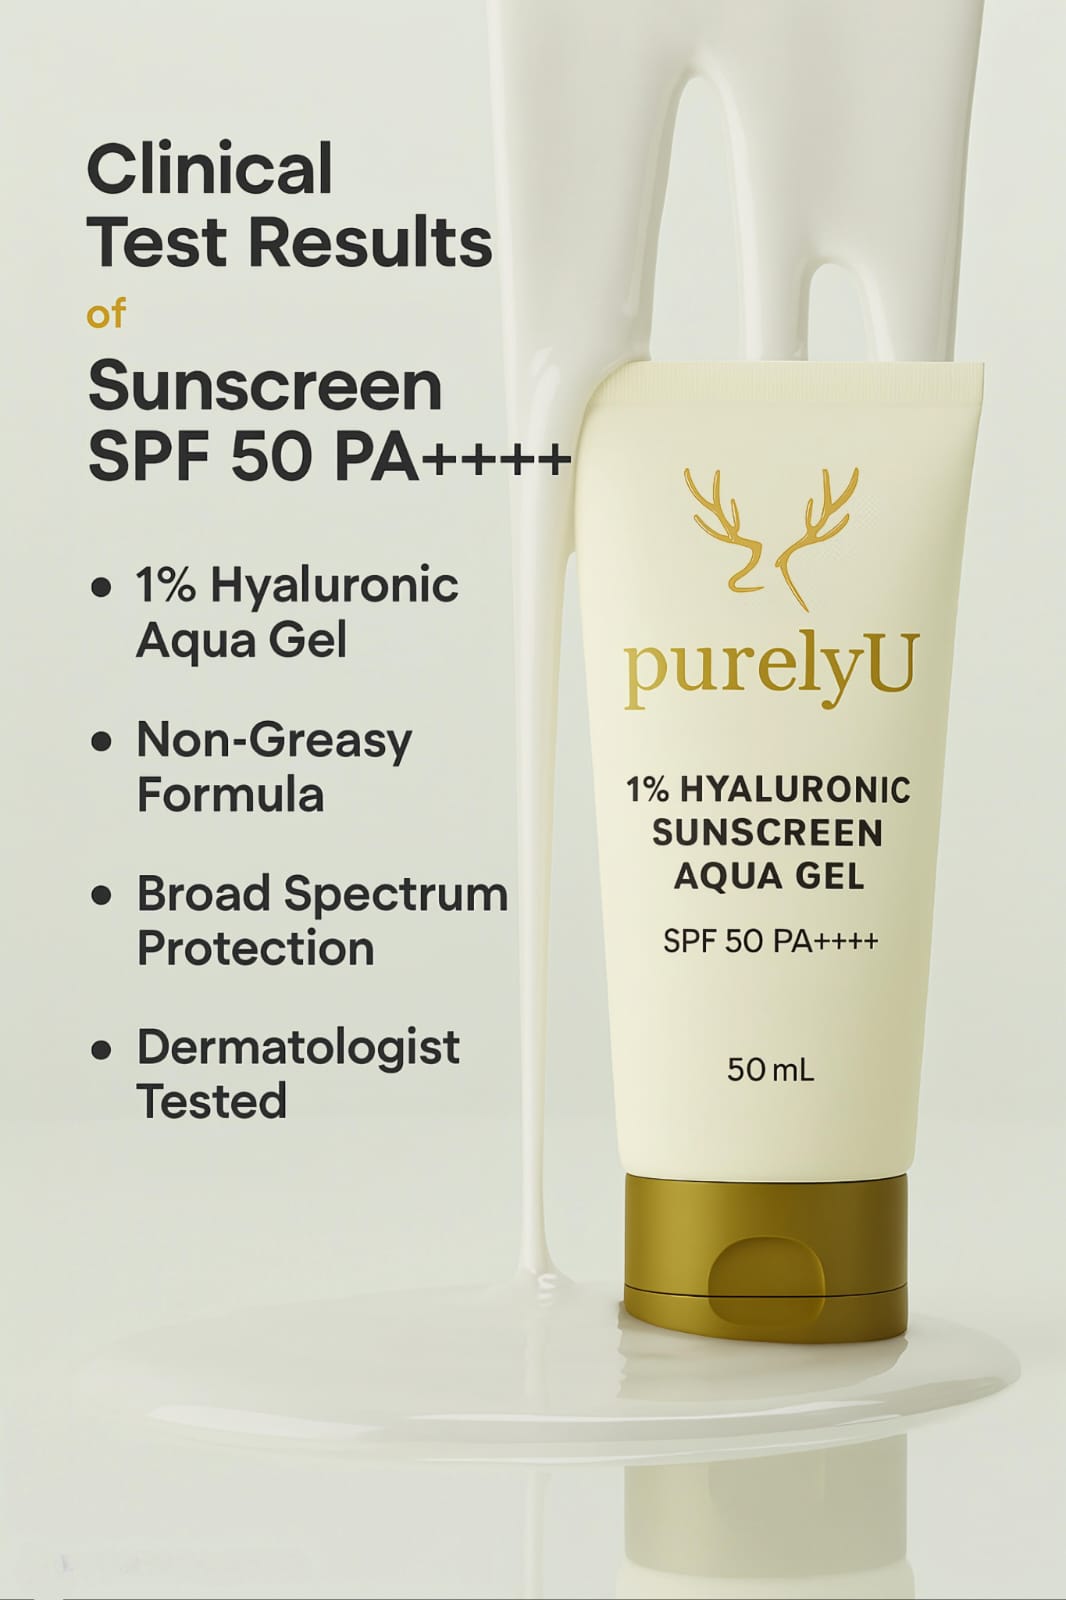 Clinical
Test Results
of
Sunscreen
SPF 50 PA++++
• 1% Hyaluronic
Aqua Gel
• Non-Greasy
Formula
• Broad Spectrum
Protection
• Dermatologist
Tested
purelyU
1% HYALURONIC
SUNSCREEN
AQUA GEL
SPF 50 PA++++
50 mL